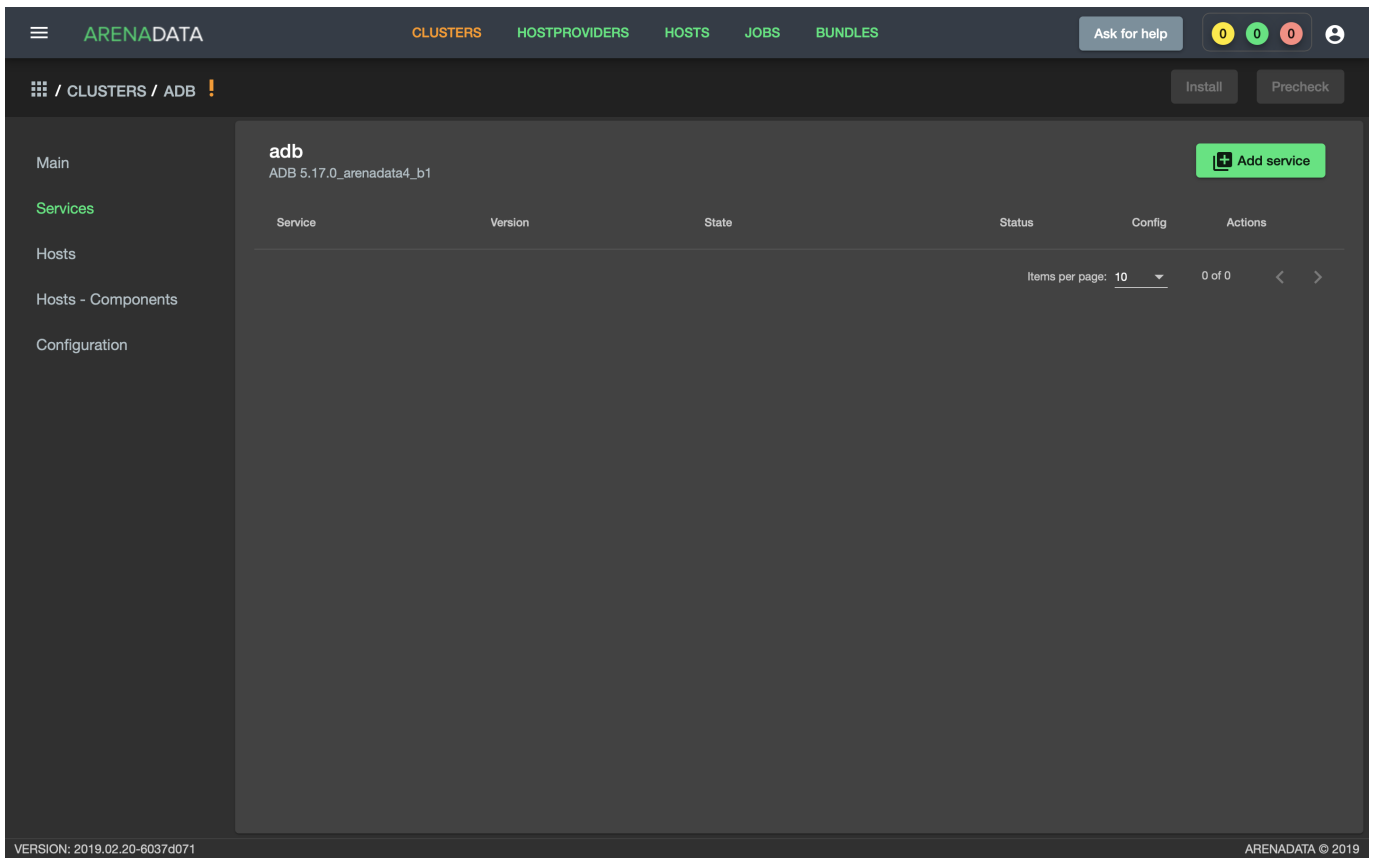 ARENADATA CLUSTERS HOSTPROVIDERS HOSTS JOBS BUNDLES Ask for help 0 0 0
/ CLUSTERS / ADB ! Install Precheck
Main
Services
Hosts
Hosts - Components
Configuration
adb
ADB 5.17.0_arenadata4_b1
Add service
Service Version State Status Config Actions
Items per page: 10 0 of 0
VERSION: 2019.02.20-6037d071 ARENADATA © 2019